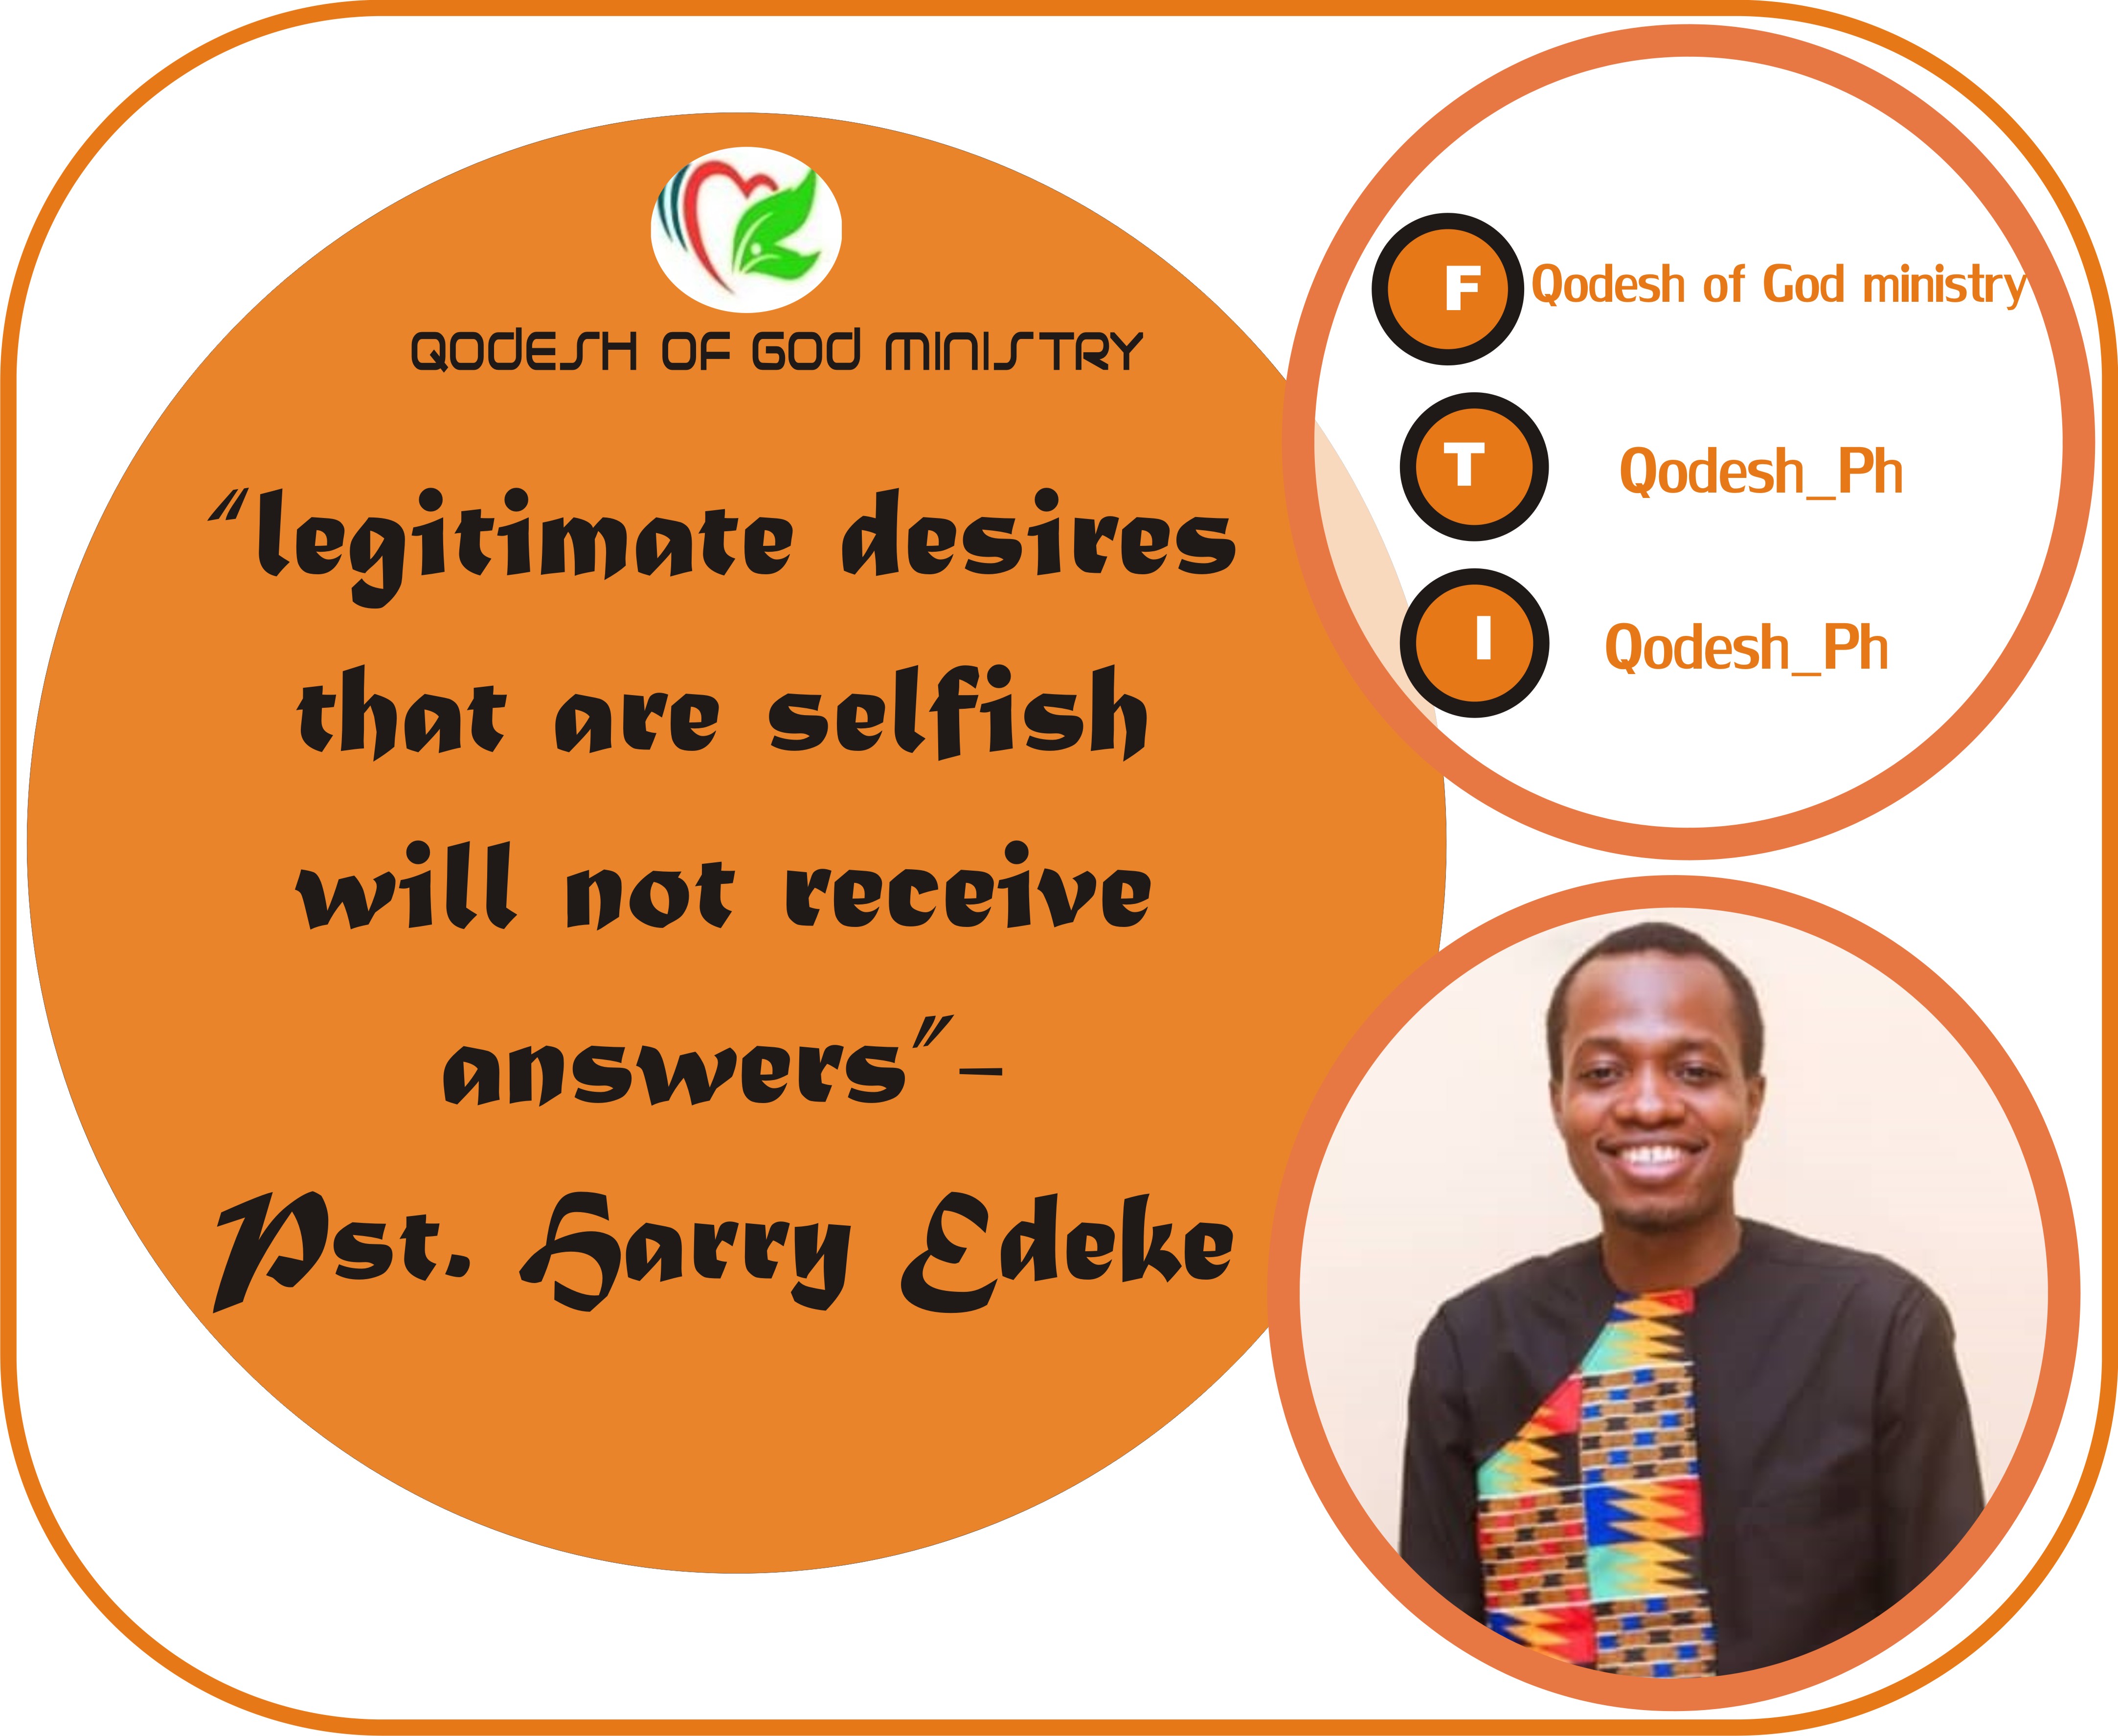 QODESH OF GOD MINISTRY
"legitimate desires
that are selfish
will not receive
answers"-
Pst. Harry Edeke
F Qodesh of God ministry
T Qodesh_Ph
I Qodesh_Ph